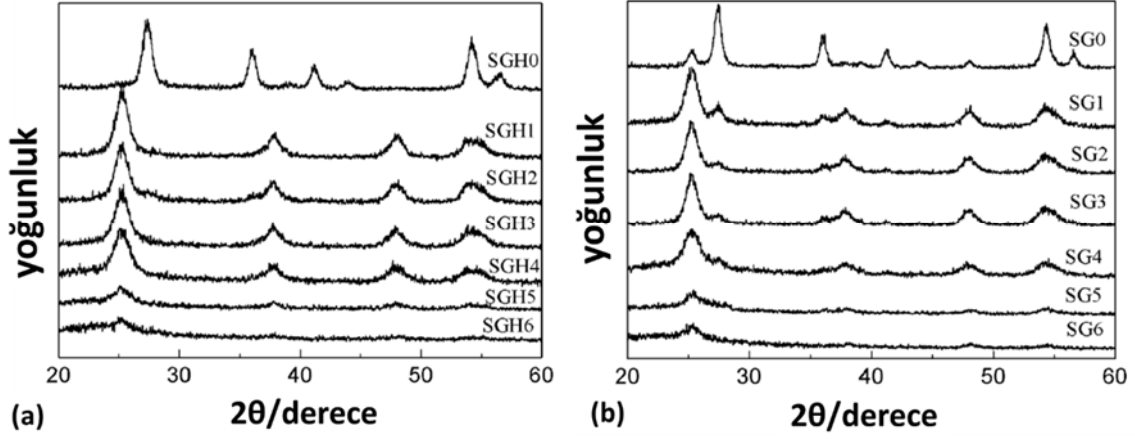 yoğunluk
SGH0
SGH1
SGH2
SGH3
SGH4
SGH5
SGH6
20 30 40 50 60
(a) 2θ/derece
yoğunluk
SG0
SG1
SG2
SG3
SG4
SG5
SG6
20 30 40 50 60
(b) 2θ/derece